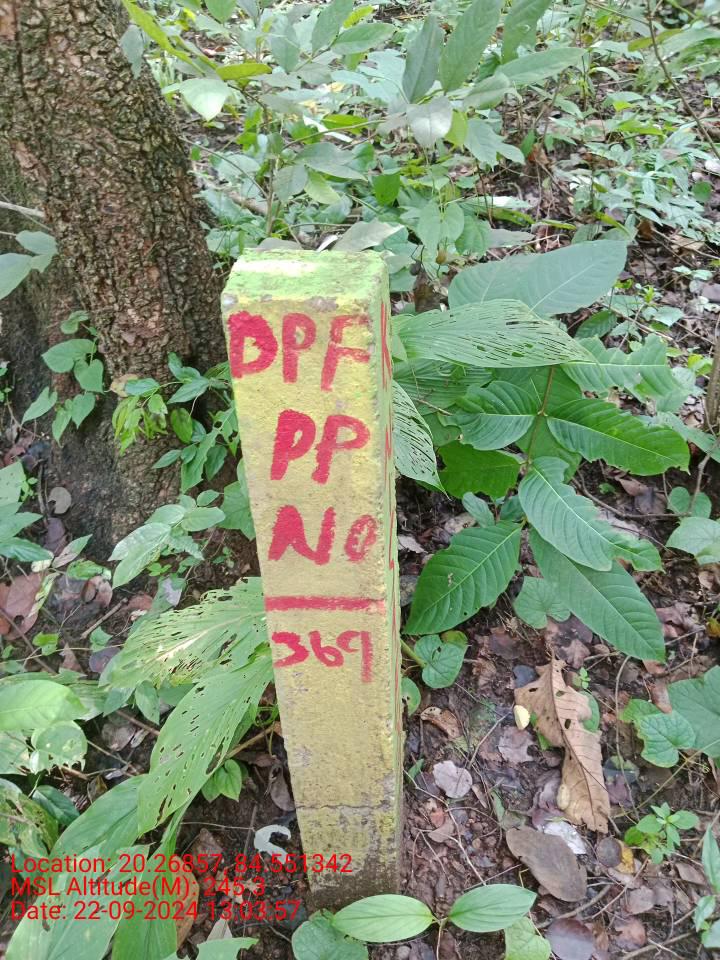 DPF
PP
NO
369
Location: 20.26857, 84.551342
MSL Altitude(M): 245.3
Date: 22-09-2024 13:03:57